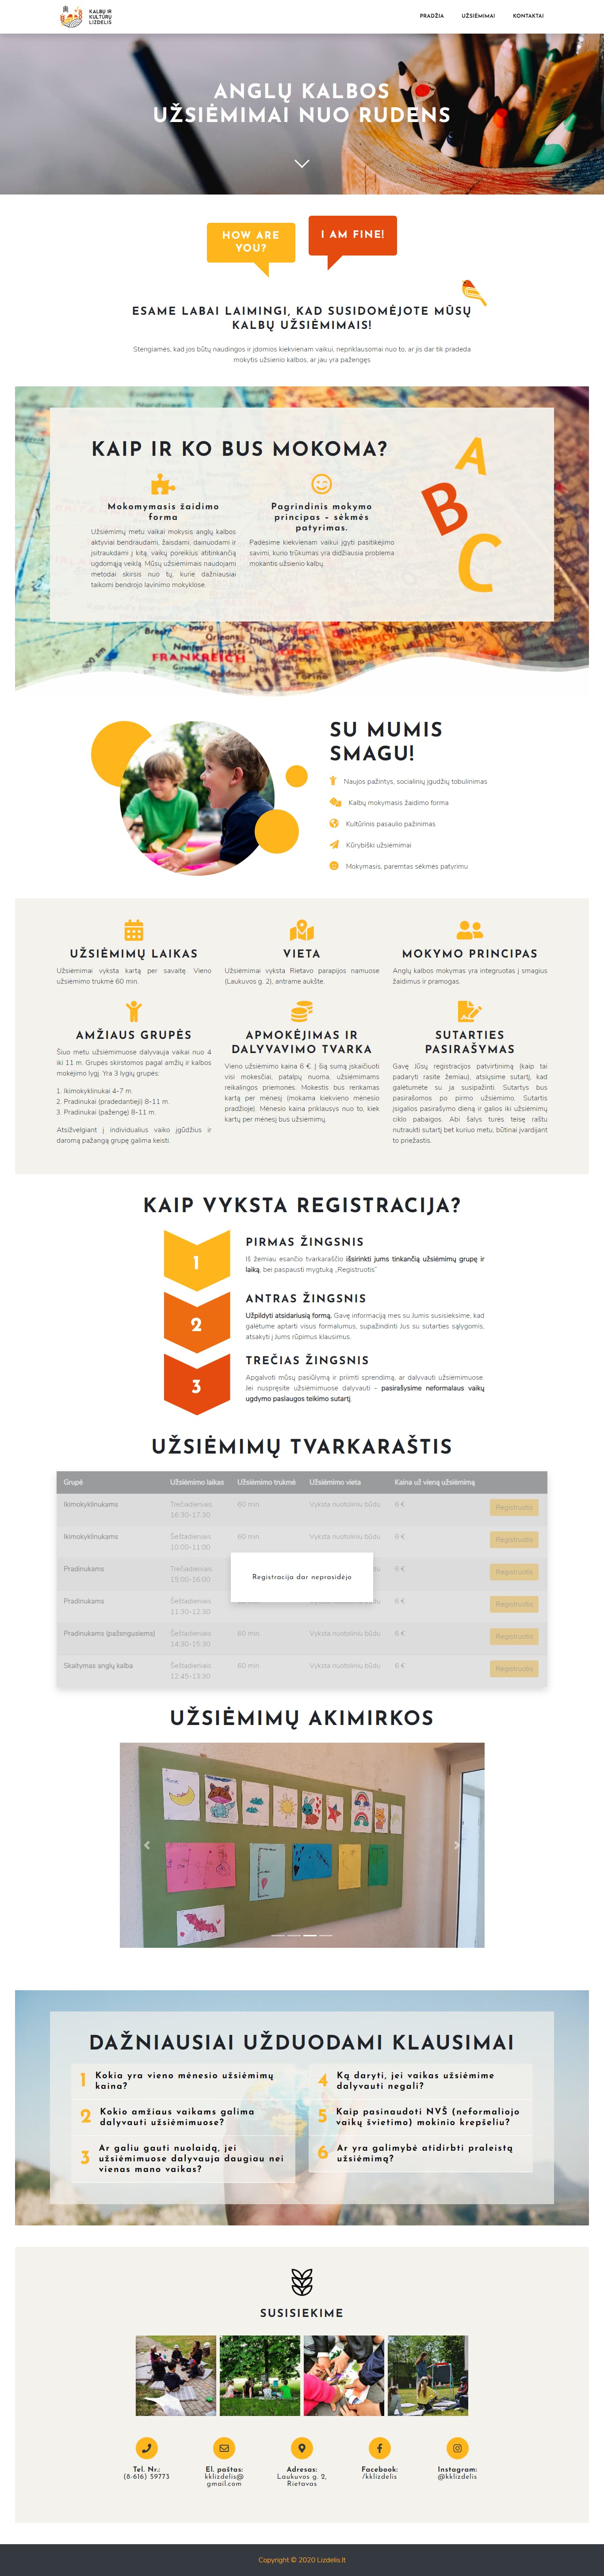 KALBŲ IR
KULTŪRŲ
LIZDELIS
PRADŽIA
UŽSIĖMIMAI
KONTAKTAI
ANGLŲ KALBOS
UŽSIĖMIMAI NUO RUDENS
HOW ARE
YOU?
I AM FINE!
ESAME LABAI LAIMINGI, KAD SUSIDOMĖJOTE MŪSŲ
KALBŲ UŽSIĖMIMAIS!
Stengiamės, kad jos būtų naudingos ir įdomios kiekvienam vaikui, nepriklausomai nuo to, ar jis dar tik pradeda
mokytis užsienio kalbos, ar jau yra pažengęs
KAIP IR KO BUS MOKOMA?
Mokomymasis žaidimo
forma
Užsiėmimų metu vaikai mokysis anglų kalbos
aktyviai bendraudami, žaisdami, dainuodami ir
įsitraukdami į kitą, vaikų poreikius atitinkančią
ugdomąją veiklą. Mūsų užsiėmimais naudojami
metodai skirsis nuo tų, kurie dažniausiai
taikomi bendrojo lavinimo mokyklose.
Pagrindinis mokymo
principas – sėkmės
patyrimas.
Padėsime kiekvienam vaikui įgyti pasitikėjimo
savimi, kurio trūkumas yra didžiausia problema
mokantis užsienio kalbų.
A
B
C
FRANKREICH
SU MUMIS
SMAGU!
Naujos pažintys, socialinių įgudžių tobulinimas
Kalbų mokymasis žaidimo forma
Kultūrinis pasaulio pažinimas
Kūrybiški užsiėmimai
Mokymasis, paremtas sėkmės patyrimu
UŽSIĖMIMŲ LAIKAS
Užsiėmimai vyksta kartą per savaitę. Vieno
užsiėmimo trukmė 60 min.
VIETA
Užsiėmimai vyksta Rietavo parapijos namuose
(Laukuvos g. 2), antrame aukšte.
MOKYMO PRINCIPAS
Anglų kalbos mokymas yra integruotas į smagius
žaidimus ir pramogas.
AMŽIAUS GRUPĖS
Šiuo metu užsiėmimuose dalyvauja vaikai nuo 4
iki 11 m. Grupės skirstomos pagal amžių ir kalbos
mokėjimo lygį. Yra 3 lygių grupės:
1. Ikimokyklinukai 4-7 m.
2. Pradinukai (pradedantieji) 8-11 m.
3. Pradinukai (pažengę) 8-11 m.
Atsižvelgiant į individualius vaiko įgūdžius ir
daromą pažangą grupę galima keisti.
APMOKĖJIMAS IR
DALYVAVIMO TVARKA
Vieno užsiėmimo kaina 6 €. Į šią sumą įskaičiuoti
visi mokesčiai, patalpų nuoma, užsiėmimams
reikalingos priemonės. Mokestis bus renkamas
kartą per mėnesį (mokama kiekvieno mėnesio
pradžioje). Mėnesio kaina priklausys nuo to, kiek
kartų per mėnesį bus užsiėmimų.
SUTARTIES
PASIRAŠYMAS
Gavę Jūsų registracijos patvirtinimą (kaip tai
padaryti rasite žemiau), atsiųsime sutartį, kad
galėtumėte su ja susipažinti. Sutartys bus
pasirašomos po pirmo užsiėmimo. Sutartis
įsigalios pasirašymo dieną ir galios iki užsiėmimų
ciklo pabaigos. Abi šalys turės teisę raštu
nutraukti sutartį bet kuriuo metu, būtinai įvardijant
to priežastis.
KAIP VYKSTA REGISTRACIJA?
1
PIRMAS ŽINGSNIS
Iš žemiau esančio tvarkaraščio išsirinkti jums tinkančią užsiėmimų grupę ir
laiką, bei paspausti mygtuką „Registruotis"
2
ANTRAS ŽINGSNIS
Užpildyti atsidariusią formą. Gavę informaciją mes su Jumis susisieksime, kad
galėtume aptarti visus formalumus, supažindinti Jus su sutarties sąlygomis,
atsakyti į Jums rūpimus klausimus.
3
TREČIAS ŽINGSNIS
Apgalvoti mūsų pasiūlymą ir priimti sprendimą, ar dalyvauti užsiėmimuose.
Jei nuspręsite užsiėmimuose dalyvauti - pasirašysime neformalaus vaikų
ugdymo paslaugos teikimo sutartį.
UŽSIĖMIMŲ TVARKARAŠTIS
Grupė Užsiėmimo laikas Užsiėmimo trukmė Užsiėmimo vieta Kaina už vieną užsiėmimą
Ikimokyklinukams Trečiadieniais 60 min. Vyksta nuotoliniu būdu 6 € Registruotis
16:30-17:30
Ikimokyklinukams Šeštadieniais 60 min. Vyksta nuotoliniu būdu 6 € Registruotis
10:00-11:00
Pradinukams Trečiadieniais 6 € Registruotis
15:00-16:00
Registracija dar neprasidėjo
Pradinukams Šeštadieniais 6 € Registruotis
11:30-12:30
Pradinukams (pažengusiems) Šeštadieniais 60 min. Vyksta nuotoliniu būdu 6 € Registruotis
14:30-15:30
Skaitymas anglų kalba Šeštadieniais 60 min. Vyksta nuotoliniu būdu 6 € Registruotis
12:45-13:30
UŽSIĖMIMŲ AKIMIRKOS
DAŽNIAUSIAI UŽDUODAMI KLAUSIMAI
1 Kokia yra vieno mėnesio užsiėmimų
kaina?
2 Kokio amžiaus vaikams galima
dalyvauti užsiėmimuose?
3 Ar galiu gauti nuolaidą, jei
užsiėmimuose dalyvauja daugiau nei
vienas mano vaikas?
4 Ką daryti, jei vaikas užsiėmime
dalyvauti negali?
5 Kaip pasinaudoti NVŠ (neformaliojo
vaikų švietimo) mokinio krepšeliu?
6 Ar yra galimybė atidirbti praleistą
užsiėmimą?
SUSISIEKIME
Tel. Nr.:
(8-616) 59773
El. paštas:
kklizdelis@
gmail.com
Adresas:
Laukuvos g. 2,
Rietavas
Facebook:
/kklizdelis
Instagram:
@kklizdelis
Copyright © 2020 Lizdelis.lt